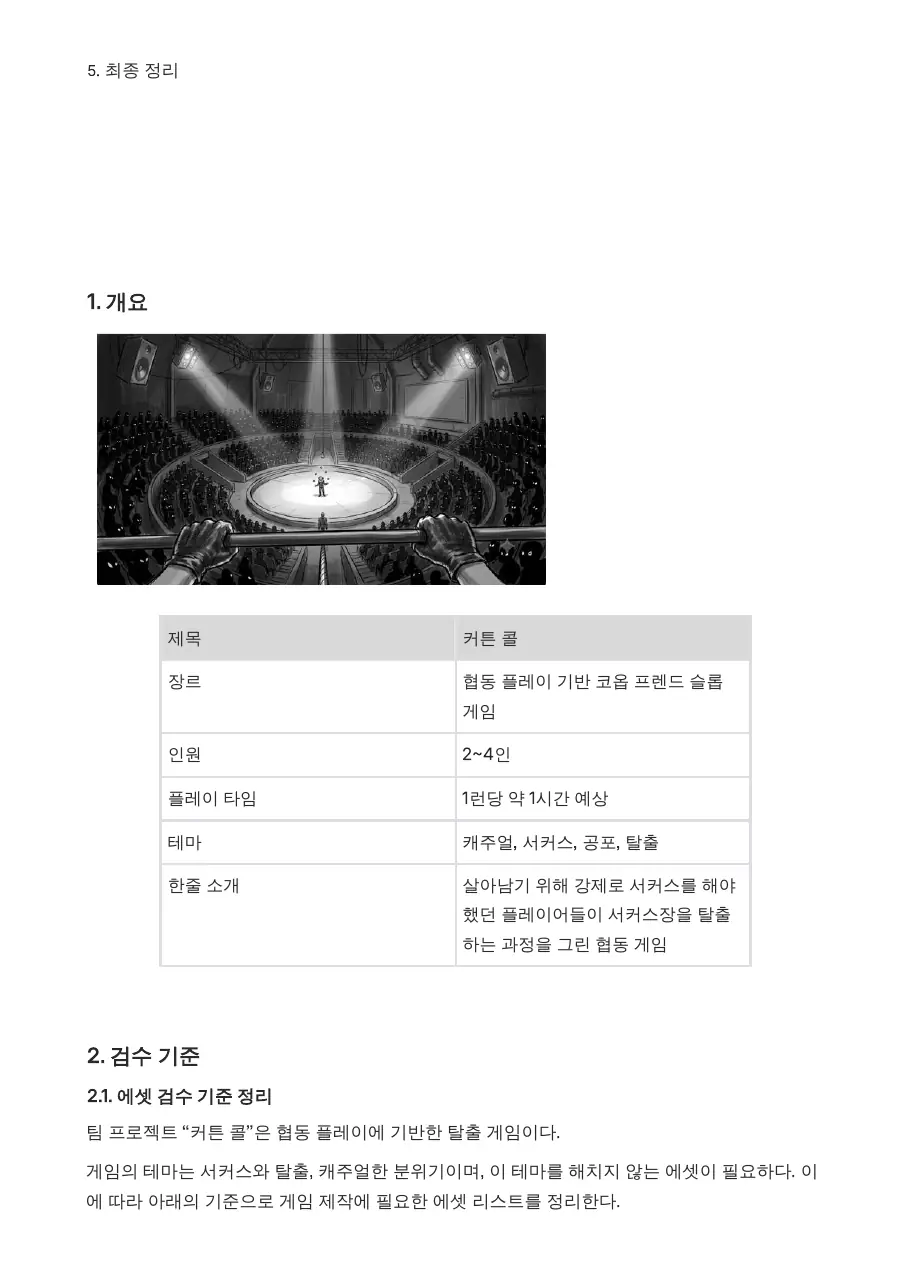 5. 최종 정리
1. 개요
제목
커튼 콜
장르
협동 플레이 기반 코옵 프렌드 슬롭
게임
인원
2~4인
플레이 타임
1런당 약 1시간 예상
테마
캐주얼, 서커스, 공포, 탈출
한줄 소개
살아남기 위해 강제로 서커스를 해야
했던 플레이어들이 서커스장을 탈출
하는 과정을 그린 협동 게임
2. 검수 기준
2.1. 에셋 검수 기준 정리
팀 프로젝트 “커튼 콜”은 협동 플레이에 기반한 탈출 게임이다.
게임의 테마는 서커스와 탈출, 캐주얼한 분위기이며, 이 테마를 해치지 않는 에셋이 필요하다. 이
에 따라 아래의 기준으로 게임 제작에 필요한 에셋 리스트를 정리한다.